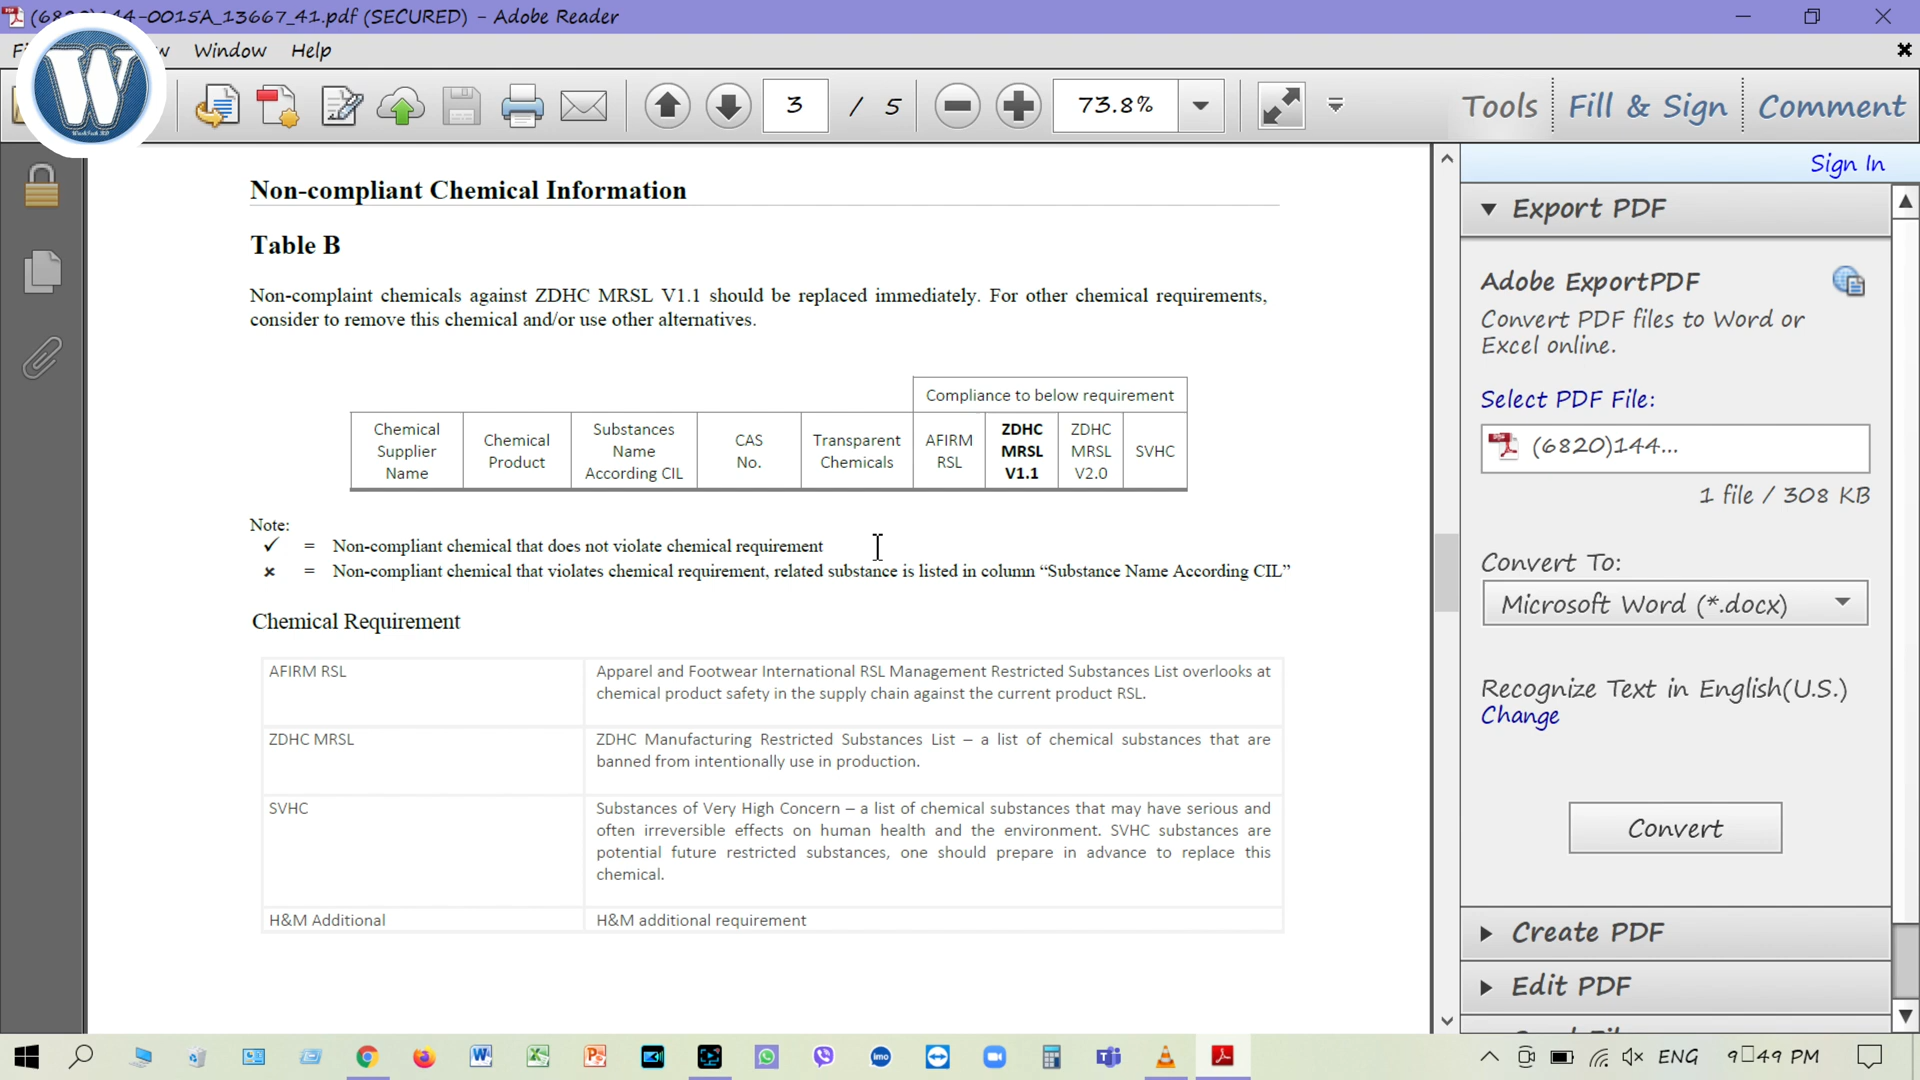 144-0015A_13667_41.pdf (SECURED) - Adobe Reader
Window Help
3 / 5 73.8% Tools Fill & Sign Comment
W
Sign In
Non-compliant Chemical Information
Table B
Non-complaint chemicals against ZDHC MRSL V1.1 should be replaced immediately. For other chemical requirements,
consider to remove this chemical and/or use other alternatives.
Compliance to below requirement
Chemical Supplier Name
Chemical Product
Substances Name According CIL
CAS No.
Transparent Chemicals
AFIRM RSL
ZDHC MRSL V1.1
ZDHC MRSL V2.0
SVHC
Note:
✓ = Non-compliant chemical that does not violate chemical requirement
× = Non-compliant chemical that violates chemical requirement, related substance is listed in column “Substance Name According CIL”
Chemical Requirement
AFIRM RSL
Apparel and Footwear International RSL Management Restricted Substances List overlooks at
chemical product safety in the supply chain against the current product RSL.
ZDHC MRSL
ZDHC Manufacturing Restricted Substances List – a list of chemical substances that are
banned from intentionally use in production.
SVHC
Substances of Very High Concern – a list of chemical substances that may have serious and
often irreversible effects on human health and the environment. SVHC substances are
potential future restricted substances, one should prepare in advance to replace this
chemical.
H&M Additional
H&M additional requirement
Export PDF
Adobe ExportPDF
Convert PDF files to Word or
Excel online.
Select PDF File:
(6820)144...
1 file / 308 KB
Convert To:
Microsoft Word (*.docx)
Recognize Text in English(U.S.)
Change
Convert
Create PDF
Edit PDF
imo
ENG 9:49 PM